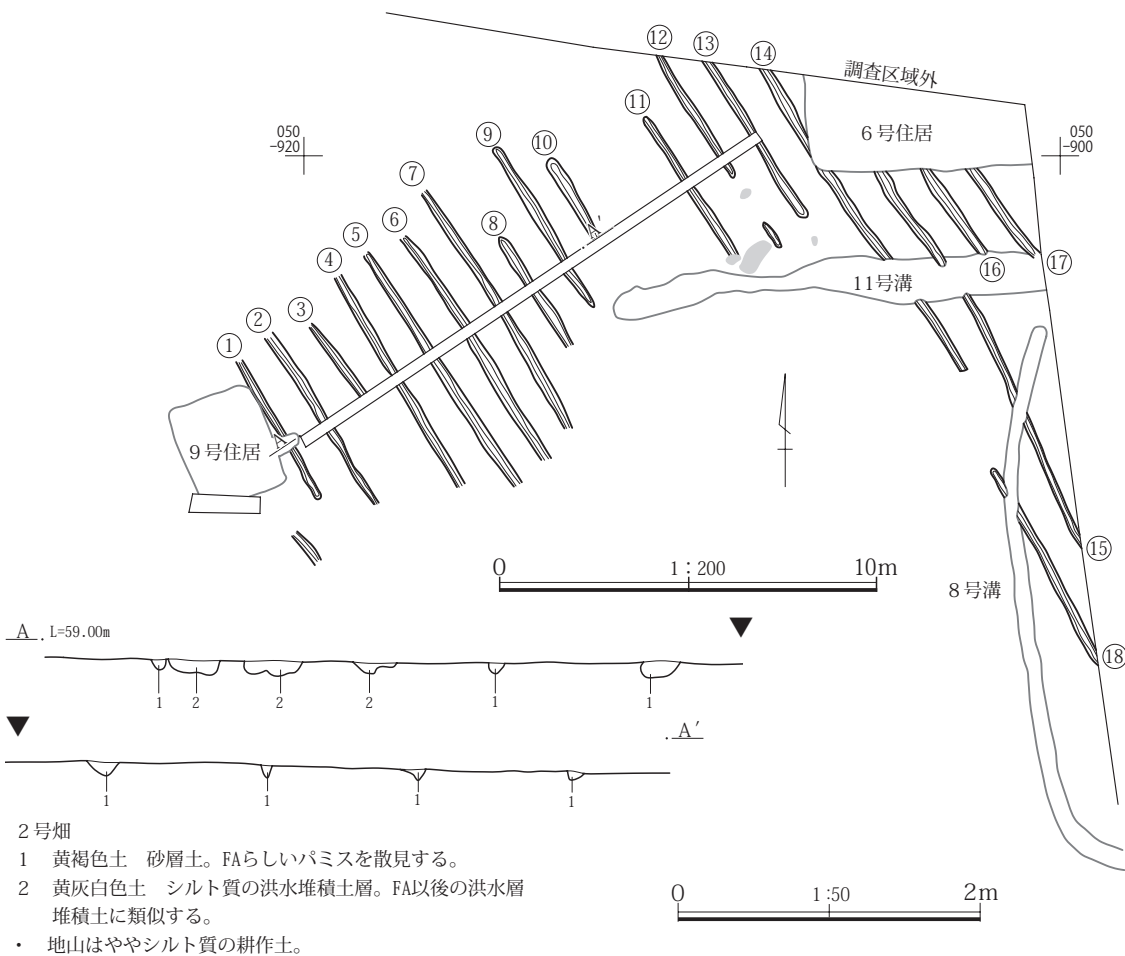 ⑫
⑬
⑭
調査区域外
⑪
6号住居
050
-920
050
-900
⑨
⑩
⑦
⑧
⑥
⑤
④
③
②
①
A′
A
9号住居
11号溝
⑯
⑰
0 1:200 10m
8号溝
⑮
⑱
A . L=59.00m
1 2 2 2 1 1
. A′
1 1 1 1
2号畑
1 黄褐色土 砂層土。FAらしいパミスを散見する。
2 黄灰白色土 シルト質の洪水堆積土層。FA以後の洪水層
堆積土に類似する。
・ 地山はややシルト質の耕作土。
0 1:50 2m